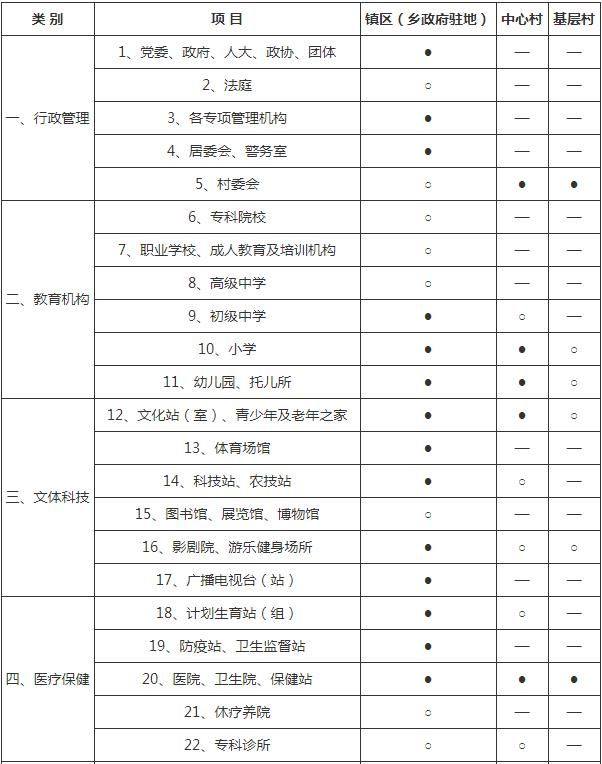 类 别 项 目 镇区（乡政府驻地） 中心村 基层村
一、行政管理
1、党委、政府、人大、政协、团体 ● — —
2、法庭 ○ — —
3、各专项管理机构 ● — —
4、居委会、警务室 ● — —
5、村委会 ○ ● ●
二、教育机构
6、专科院校 ○ — —
7、职业学校、成人教育及培训机构 ○ — —
8、高级中学 ○ — —
9、初级中学 ● ○ —
10、小学 ● ● ○
11、幼儿园、托儿所 ● ● ○
三、文体科技
12、文化站（室）、青少年及老年之家 ● ● ○
13、体育场馆 ● — —
14、科技站、农技站 ● ○ —
15、图书馆、展览馆、博物馆 ○ — —
16、影剧院、游乐健身场所 ● ○ ○
17、广播电视台（站） ● — —
四、医疗保健
18、计划生育站（组） ● ○ —
19、防疫站、卫生监督站 ● — —
20、医院、卫生院、保健站 ● ● ●
21、休疗养院 ○ — —
22、专科诊所 ○ ○ —